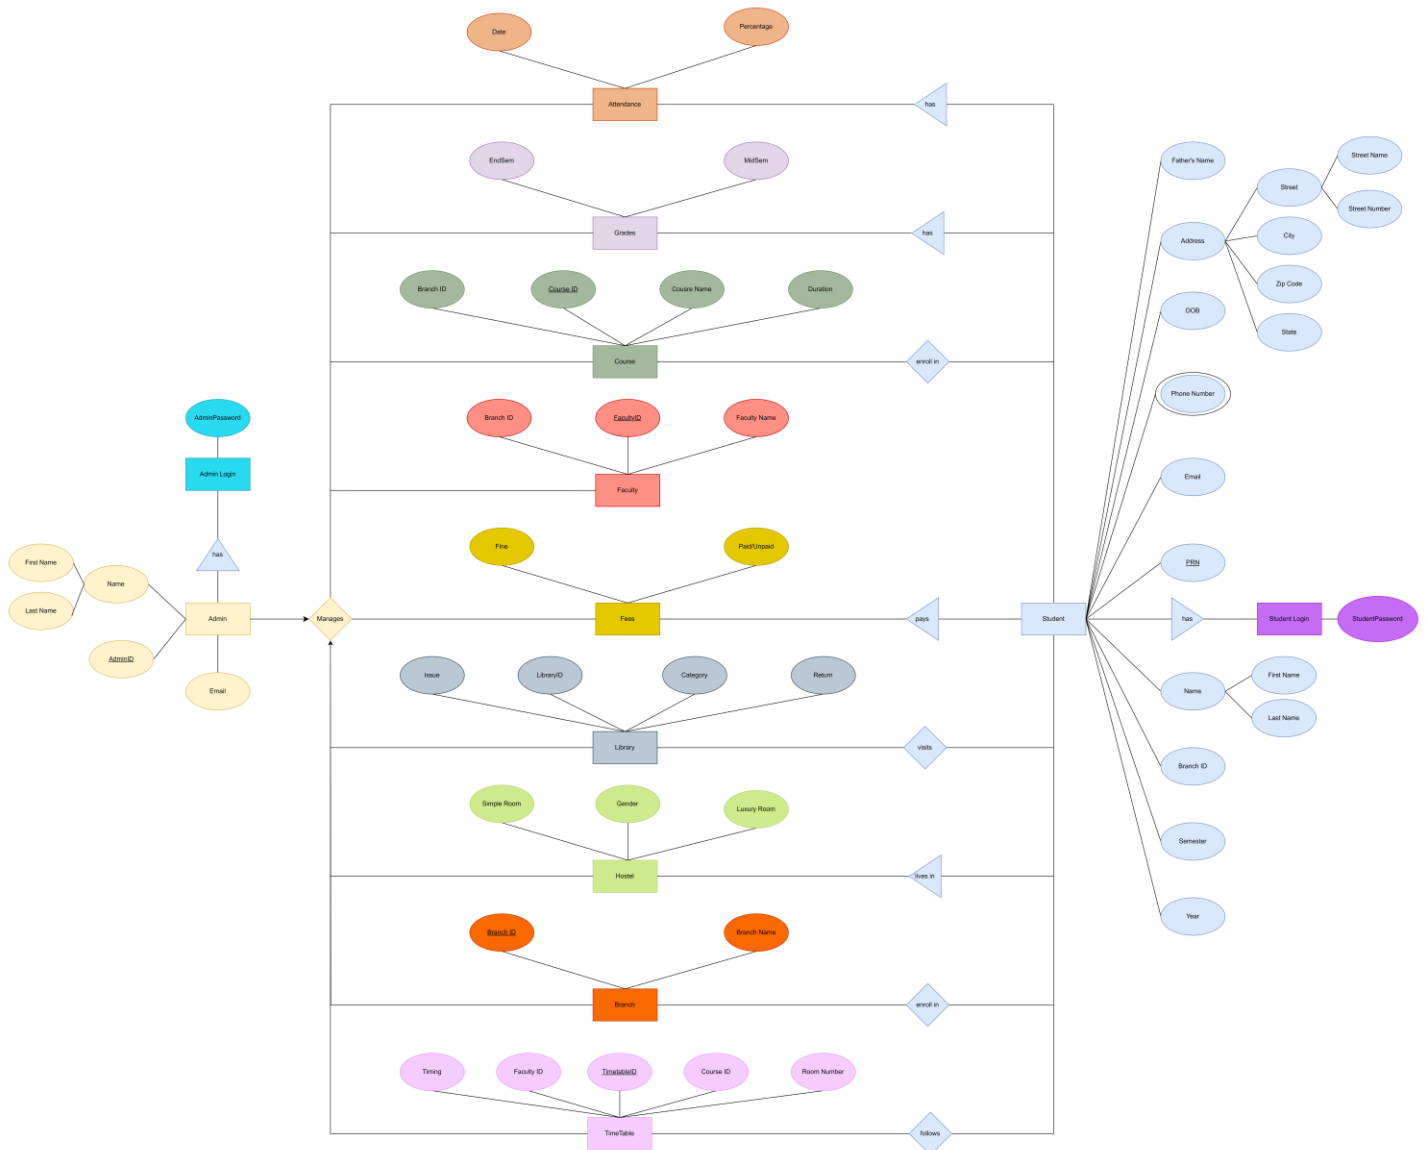 Date
Percentage
Attendance
has
EndSem
MidSem
Grades
has
Branch ID
Course ID
Cousre Name
Duration
Course
enroll in
Branch ID
FacultyID
Faculty Name
Faculty
Fine
Paid/Unpaid
Fees
pays
Issue
LibraryID
Category
Return
Library
visits
Simple Room
Gender
Luxury Room
Hostel
lives in
Branch ID
Branch Name
Branch
enroll in
Timing
Faculty ID
TimetableID
Course ID
Room Number
TimeTable
follows
AdminPassword
Admin Login
has
First Name
Last Name
Name
Admin
AdminID
Email
Manages
Student
Father's Name
Address
Street
Street Name
Street Number
City
Zip Code
State
DOB
Phone Number
Email
PRN
has
Student Login
StudentPassword
Name
First Name
Last Name
Branch ID
Semester
Year